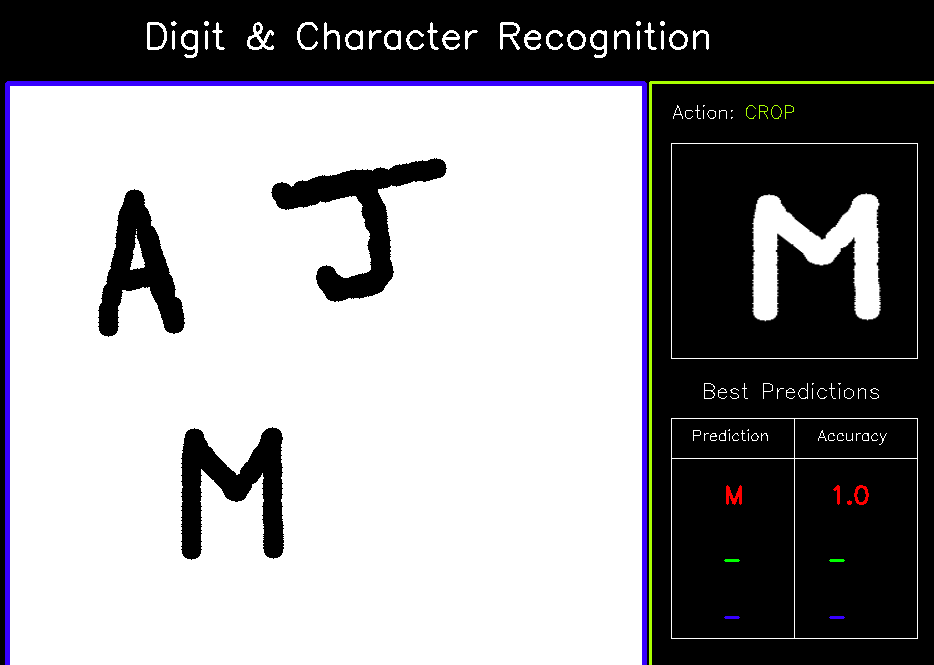 Digit & Character Recognition
Action: CROP
A J
M
M
Best Predictions
Prediction Accuracy
M 1.0
- -
- -